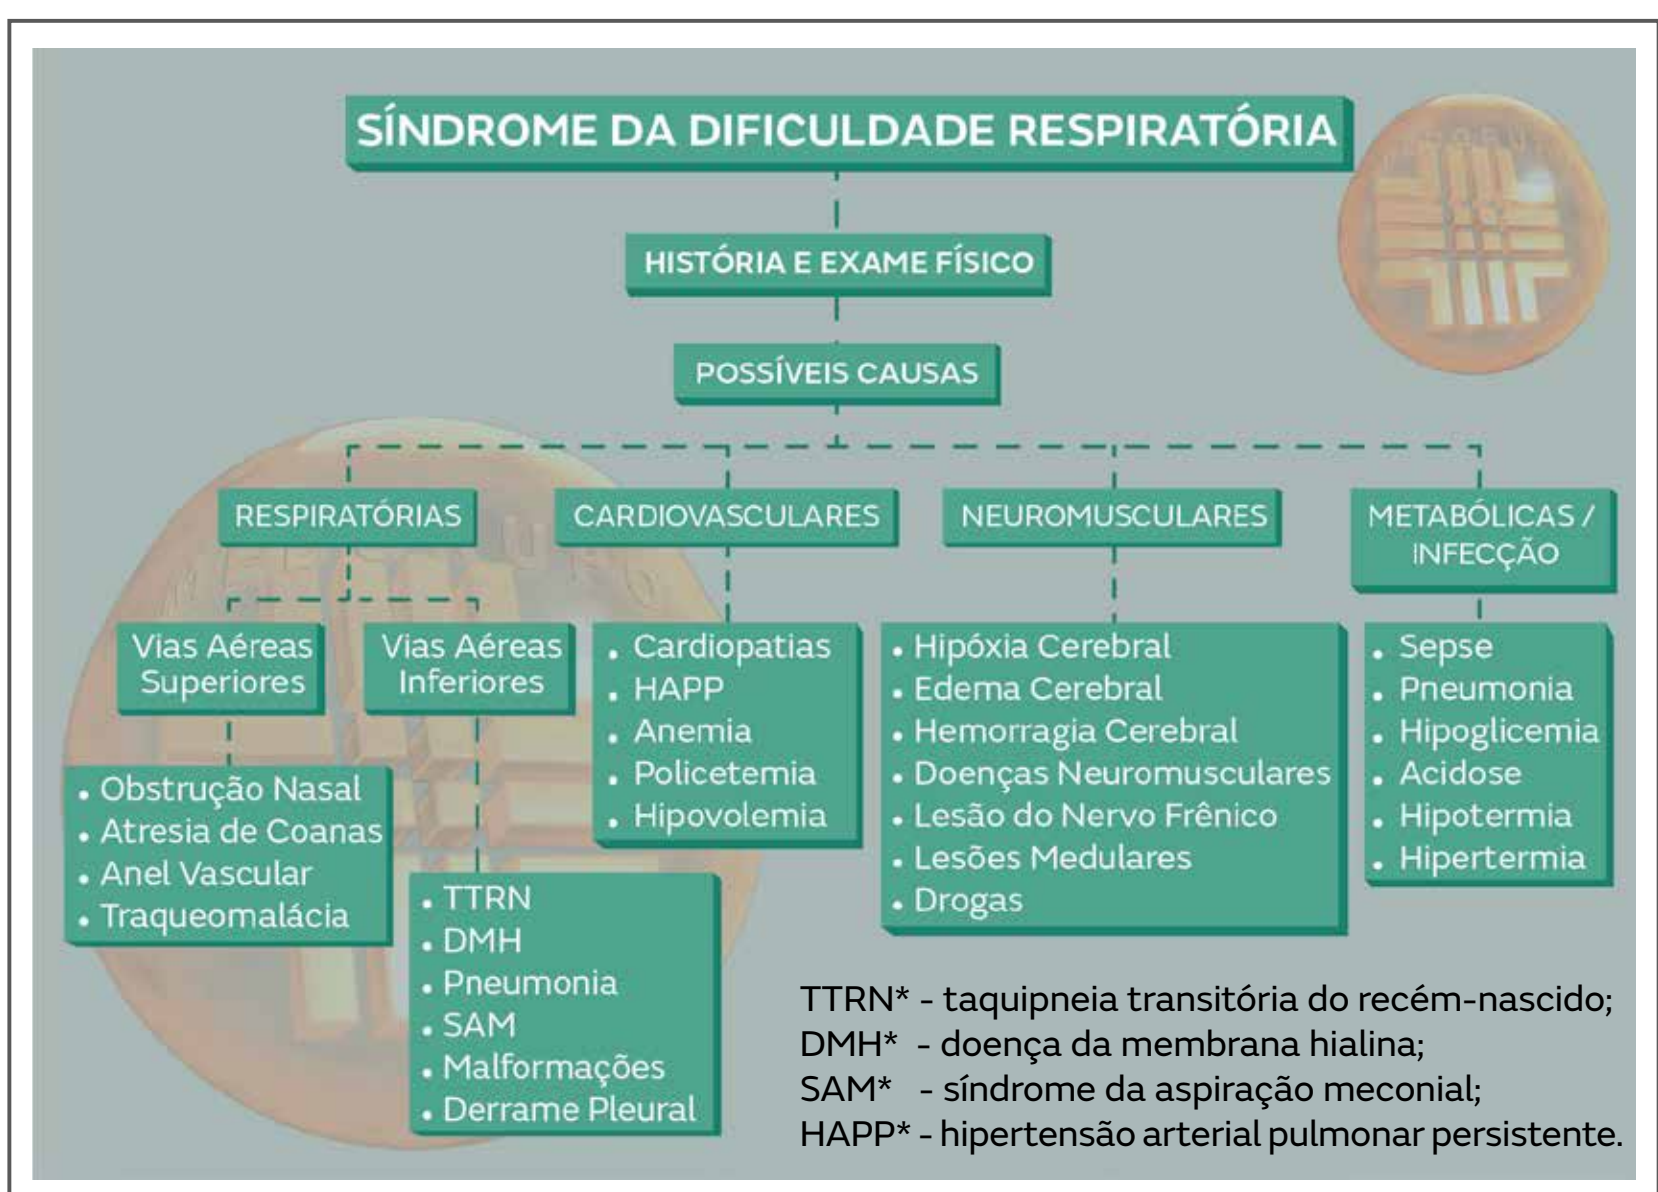 SÍNDROME DA DIFICULDADE RESPIRATÓRIA
HISTÓRIA E EXAME FÍSICO
POSSÍVEIS CAUSAS
RESPIRATÓRIAS
Vias Aéreas
Superiores
• Obstrução Nasal
• Atresia de Coanas
• Anel Vascular
• Traqueomalácia
Vias Aéreas
Inferiores
• TTRN
• DMH
• Pneumonia
• SAM
• Malformações
• Derrame Pleural
CARDIOVASCULARES
• Cardiopatias
• HAPP
• Anemia
• Policetemia
• Hipovolemia
NEUROMUSCULARES
• Hipóxia Cerebral
• Edema Cerebral
• Hemorragia Cerebral
• Doenças Neuromusculares
• Lesão do Nervo Frênico
• Lesões Medulares
• Drogas
METABÓLICAS /
INFECÇÃO
• Sepse
• Pneumonia
• Hipoglicemia
• Acidose
• Hipotermia
• Hipertermia
TTRN* - taquipneia transitória do recém-nascido;
DMH* - doença da membrana hialina;
SAM* - síndrome da aspiração meconial;
HAPP* - hipertensão arterial pulmonar persistente.